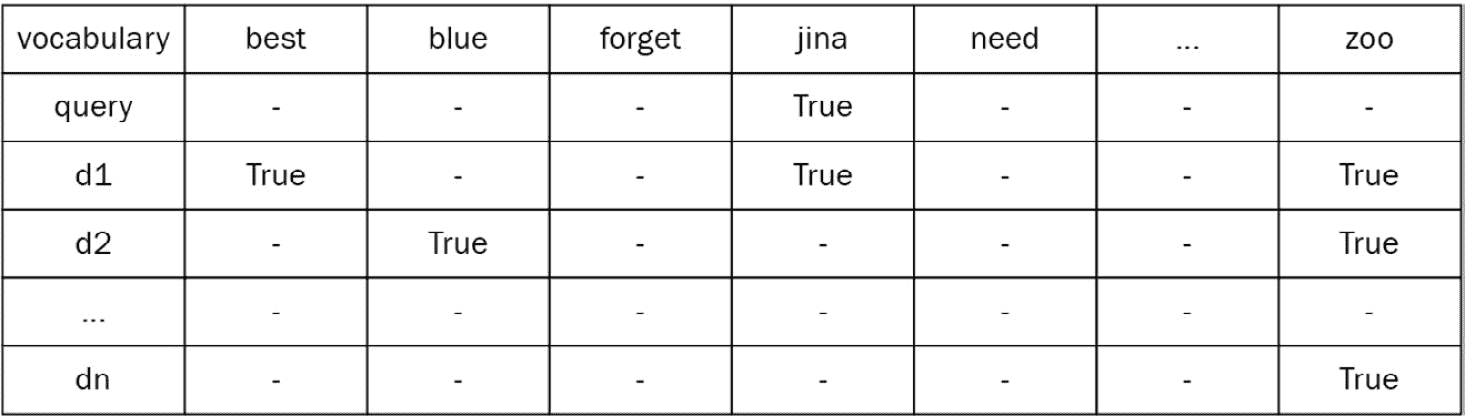 vocabulary best blue forget jina need ... zoo
query - - - True - - -
d1 True - - True - - True
d2 - True - - - - True
... - - - - - - -
dn - - - - - - True